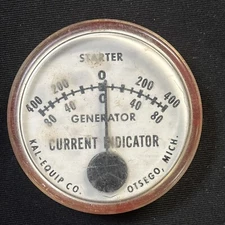 STARTER
400 200 0 200 400
80 40 0 40 80
GENERATOR
CURRENT INDICATOR
KAL-EQUIP CO. OTSEGO, MICH.